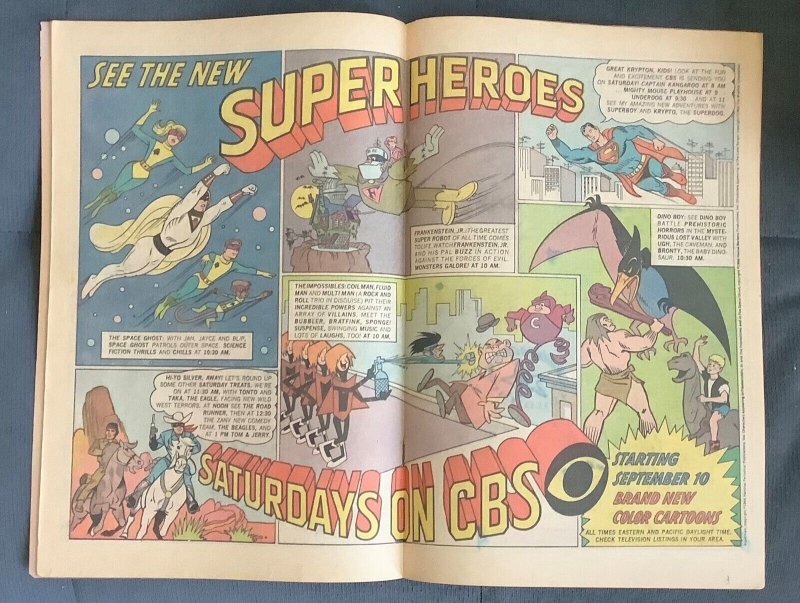 SEE THE NEW
SUPER HEROES
GREAT KRYPTON, KIDS! LOOK AT THE FUN
AND EXCITEMENT CBS IS SENDING YOU
ON SATURDAY! CAPTAIN KANGAROO AT 8 AM
... MIGHTY MOUSE PLAYHOUSE AT 9
UNDERDOG AT 9:30 . AND AT 11
SEE MY AMAZING NEW ADVENTURES WITH
SUPERBOY AND KRYPTO, THE SUPERDOG.
FRANKENSTEIN, JR.: THE GREATEST
SUPER ROBOT OF ALL TIME COMES
TO LIFE. WATCH FRANKENSTEIN, JR.
AND HIS PAL BUZZ IN ACTION
AGAINST THE FORCES OF EVIL
MONSTERS GALORE! AT 10 AM.
DINO BOY: SEE DINO BOY
BATTLE PREHISTORIC
HORRORS IN THE MYSTE-
RIOUS LOST VALLEY WITH
UGH, THE CAVEMAN; AND
BRONTY, THE BABY DINO-
SAUR. 10:30 AM.
THE IMPOSSIBLES: COIL MAN, FLUID
MAN AND MULTI MAN (A ROCK AND
ROLL TRIO IN DISGUISE) PIT THEIR
INCREDIBLE POWERS AGAINST AN
ARRAY OF VILLAINS. MEET THE
BUBBLER, BRATFINK, SPONGE!
SUSPENSE, SWINGING MUSIC AND
LOTS OF LAUGHS, TOO! AT 10 AM.
C
THE SPACE GHOST: WITH JAN, JAYCE AND BLIP,
SPACE GHOST PATROLS OUTER SPACE. SCIENCE
FICTION THRILLS AND CHILLS AT 10:30 AM.
HI-YO SILVER, AWAY! LET'S ROUND UP
SOME OTHER SATURDAY TREATS. WE'RE
ON AT 11:30 AM, WITH TONTO AND
TAKA, THE EAGLE, FACING NEW WILD
WEST TERRORS. AT NOON SEE THE ROAD
RUNNER, THEN AT 12:30
THE ZANY NEW COMEDY
TEAM, THE BEAGLES, AND
AT 1 PM TOM & JERRY.
SATURDAYS ON CBS
STARTING
SEPTEMBER 10
BRAND NEW
COLOR CARTOONS
ALL TIMES EASTERN AND PACIFIC DAYLIGHT TIME.
CHECK TELEVISION LISTINGS IN YOUR AREA.